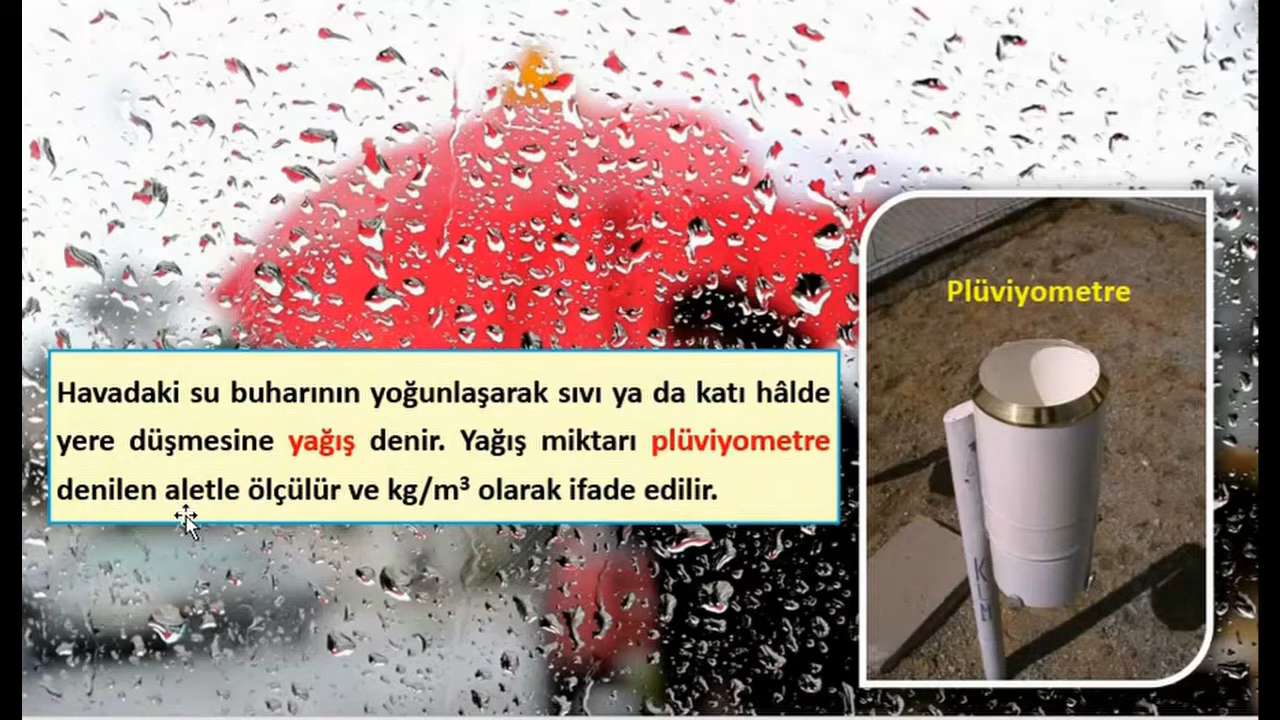 Plüviyometre
Havadaki su buharının yoğunlaşarak sıvı ya da katı hâlde
yere düşmesine yağış denir. Yağış miktarı plüviyometre
denilen aletle ölçülür ve kg/m³ olarak ifade edilir.
KLM